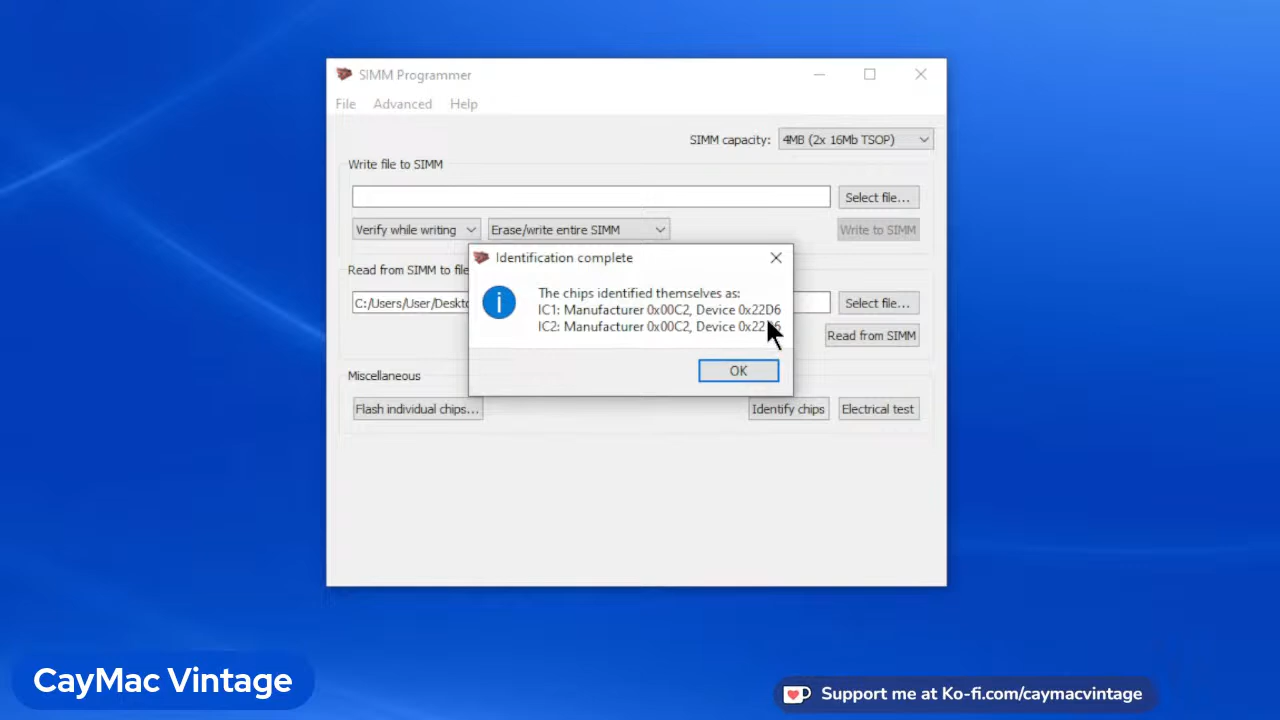 SIMM Programmer
File Advanced Help
SIMM capacity: 4MB (2x 16Mb TSOP)
Write file to SIMM
Select file...
Verify while writing Erase/write entire SIMM Write to SIMM
Identification complete
Read from SIMM to file
The chips identified themselves as:
C:/Users/User/Deskto Select file...
IC1: Manufacturer 0x00C2, Device 0x22D6
IC2: Manufacturer 0x00C2, Device
Read from SIMM
OK
Miscellaneous
Flash individual chips... Identify chips Electrical test
CayMac Vintage
Support me at Ko-fi.com/caymacvintage